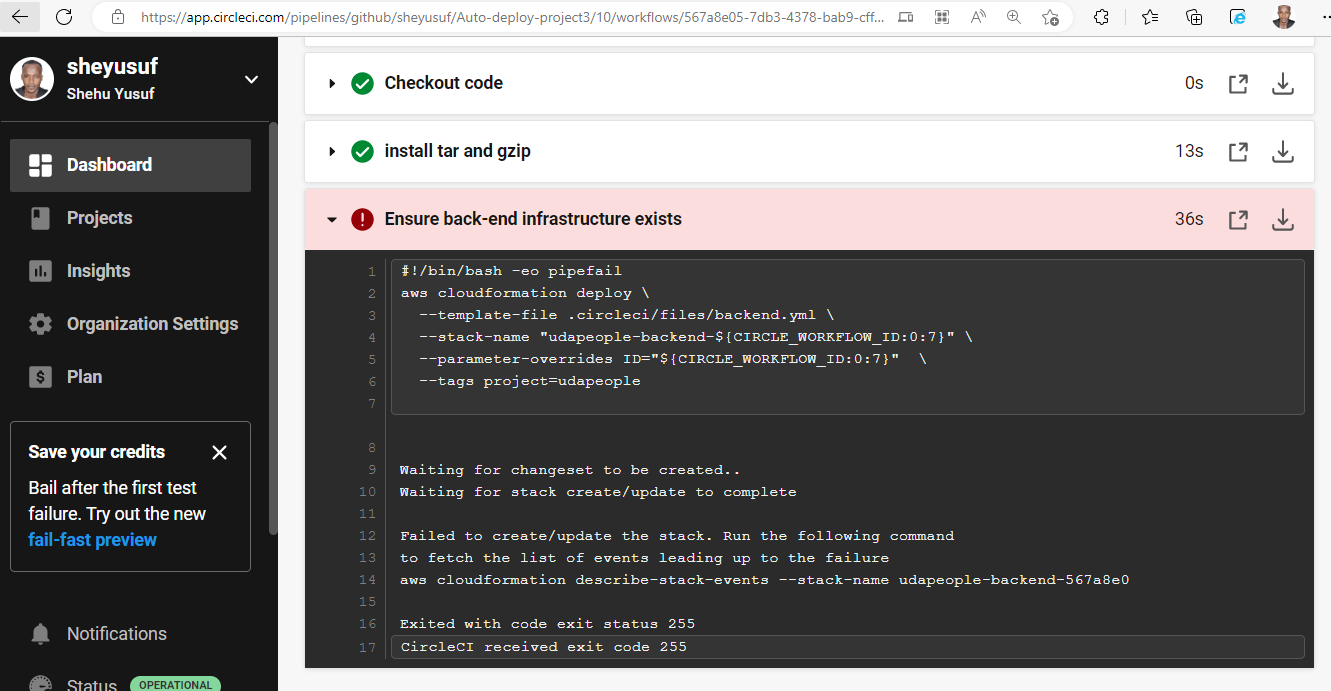 https://app.circleci.com/pipelines/github/sheyusuf/Auto-deploy-project3/10/workflows/567a8e05-7db3-4378-bab9-cff...
sheyusuf
Shehu Yusuf
Dashboard
Projects
Insights
Organization Settings
Plan
Save your credits
Bail after the first test
failure. Try out the new
fail-fast preview
Notifications
Status OPERATIONAL
Checkout code 0s
install tar and gzip 13s
Ensure back-end infrastructure exists 36s
1 #!/bin/bash -eo pipefail
2 aws cloudformation deploy \
3 --template-file .circleci/files/backend.yml \
4 --stack-name "udapeople-backend-${CIRCLE_WORKFLOW_ID:0:7}" \
5 --parameter-overrides ID="${CIRCLE_WORKFLOW_ID:0:7}" \
6 --tags project=udapeople
7
8
9 Waiting for changeset to be created..
10 Waiting for stack create/update to complete
11
12 Failed to create/update the stack. Run the following command
13 to fetch the list of events leading up to the failure
14 aws cloudformation describe-stack-events --stack-name udapeople-backend-567a8e0
15
16 Exited with code exit status 255
17 CircleCI received exit code 255